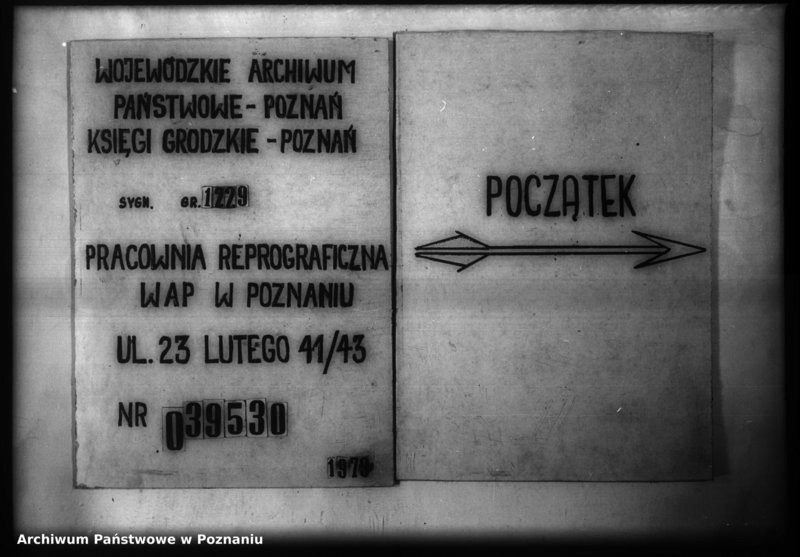 WOJEWÓDZKIE ARCHIWUM
PAŃSTWOWE - POZNAŃ
KSIĘGI GRODZKIE - POZNAŃ
SYGN. GR. 1229
PRACOWNIA REPROGRAFICZNA
WAP W POZNANIU
UL. 23 LUTEGO 41/43
NR 039530
POCZĄTEK
Archiwum Państwowe w Poznaniu